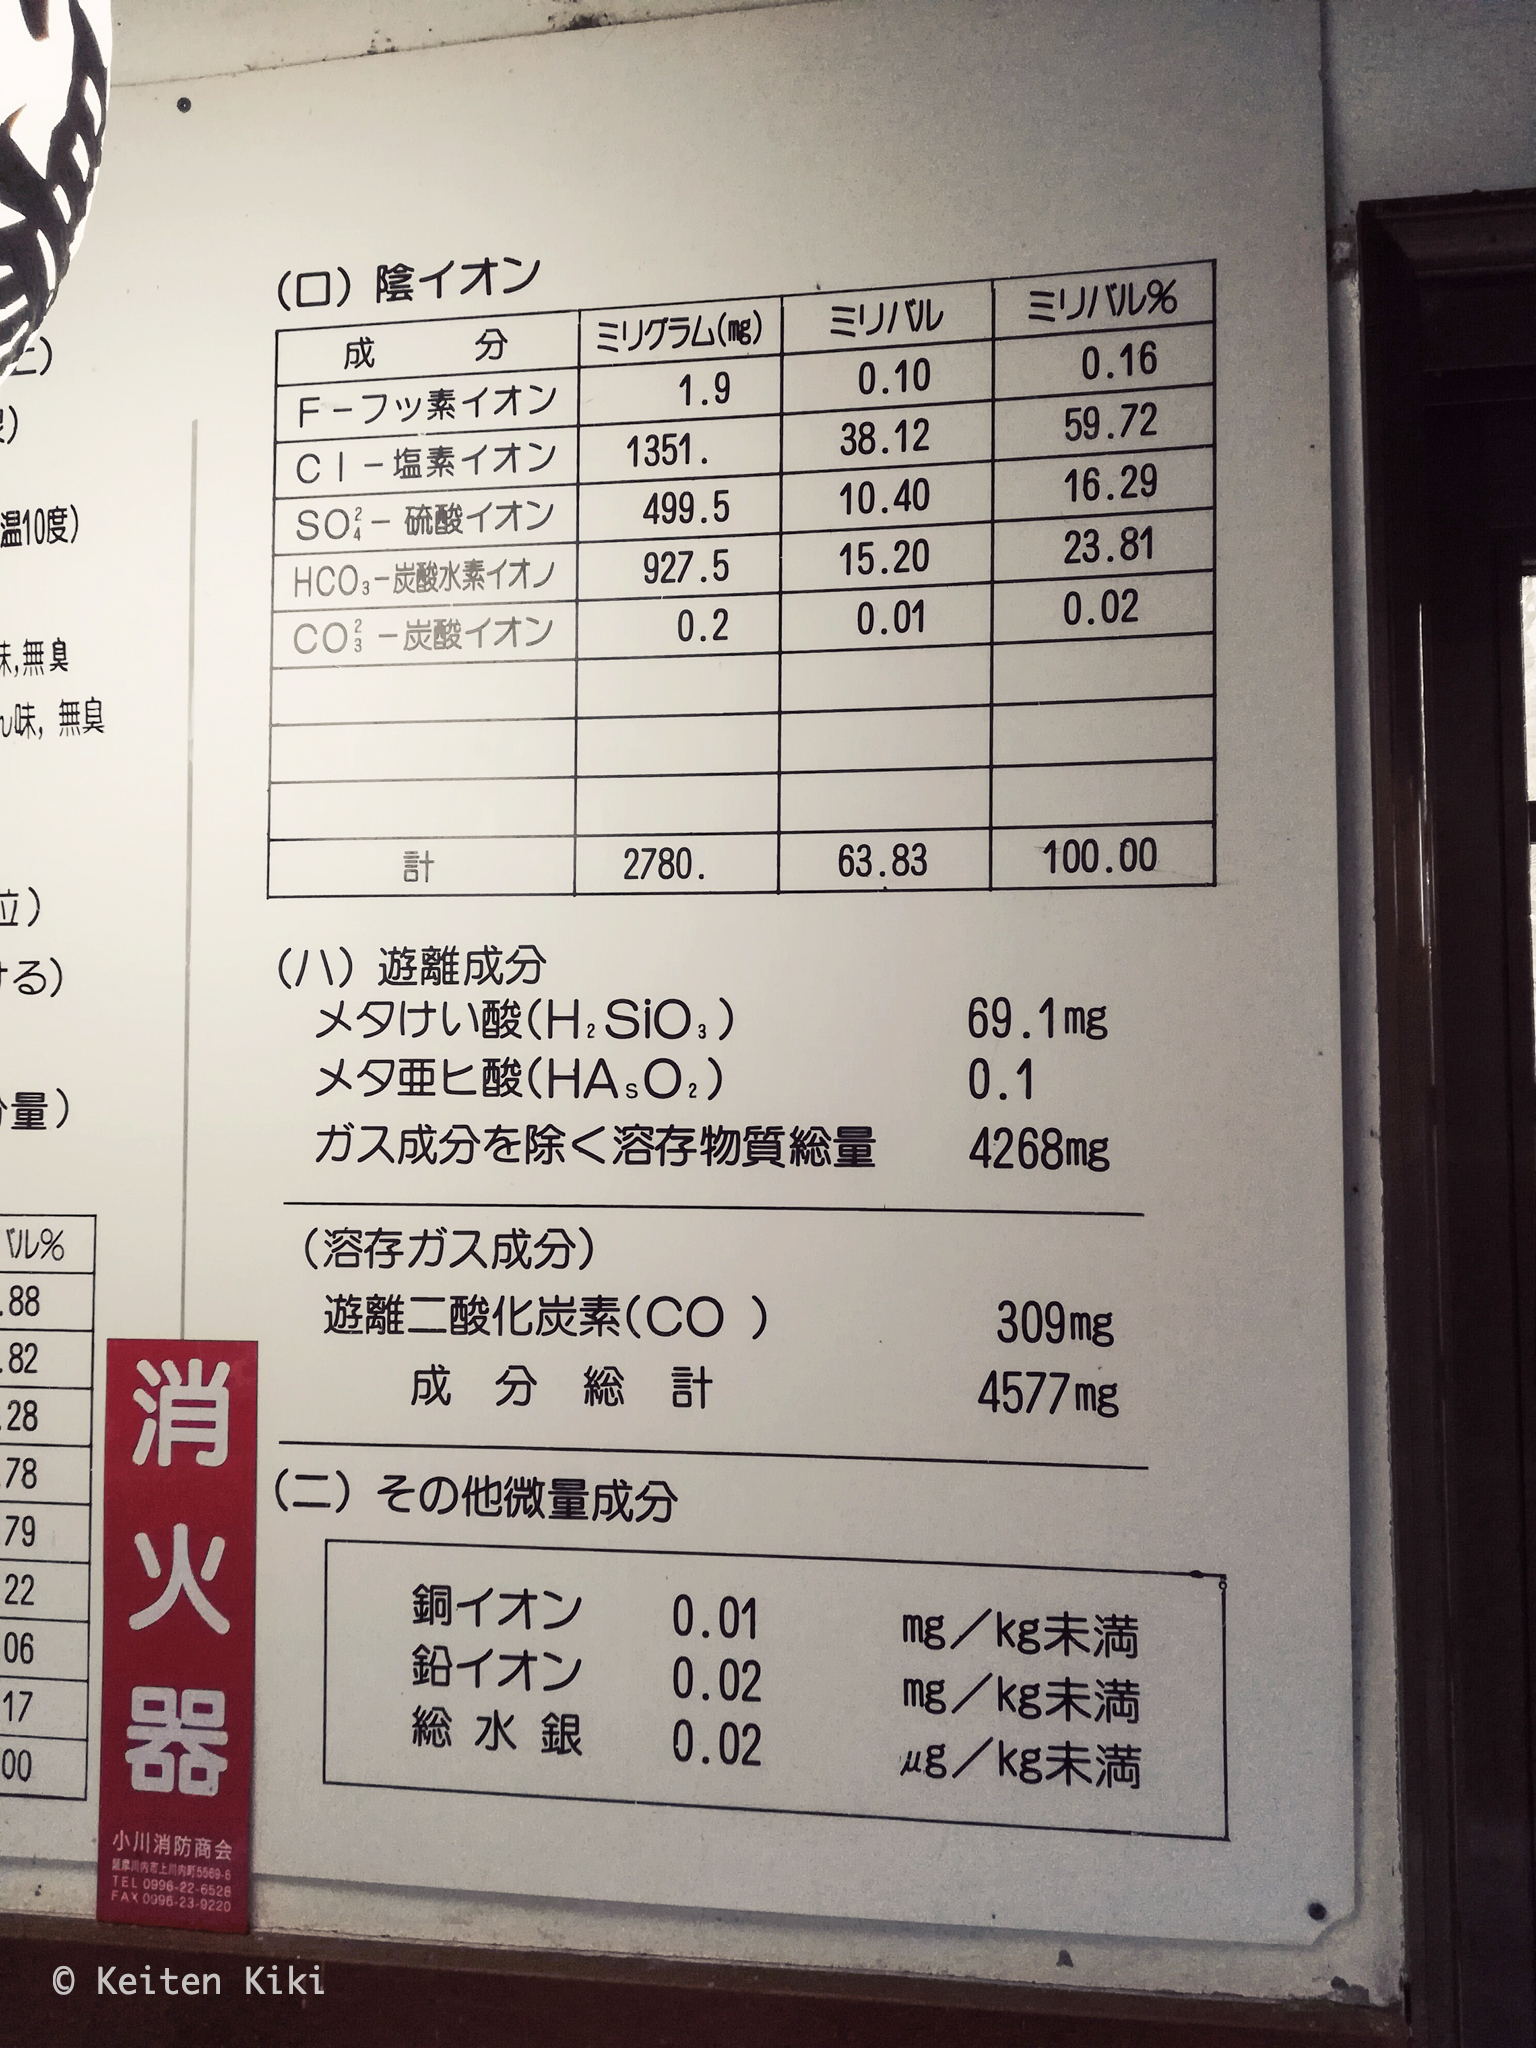 温10度)
味,無臭
ん味, 無臭
位)
ける)
分量)
バル%
.88
.82
.28
.78
.79
.22
06
17
00
(ロ) 陰イオン
成 分 ミリグラム(mg) ミリバル ミリバル%
F－フッ素イオン 1.9 0.10 0.16
Cl－塩素イオン 1351. 38.12 59.72
SO₄²－硫酸イオン 499.5 10.40 16.29
HCO₃－炭酸水素イオン 927.5 15.20 23.81
CO₃²－炭酸イオン 0.2 0.01 0.02
計 2780. 63.83 100.00
(ハ) 遊離成分
メタけい酸(H₂SiO₃) 69.1mg
メタ亜ヒ酸(HAsO₂) 0.1
ガス成分を除く溶存物質総量 4268mg
(溶存ガス成分)
遊離二酸化炭素(CO ) 309mg
成 分 総 計 4577mg
(ニ) その他微量成分
銅イオン 0.01 mg／kg未満
鉛イオン 0.02 mg／kg未満
総 水 銀 0.02 μg／kg未満
消火器
小川消防商会
薩摩川内市上川内町5569-6
TEL 0996-22-6528
FAX 0996-23-9220
© Keiten Kiki